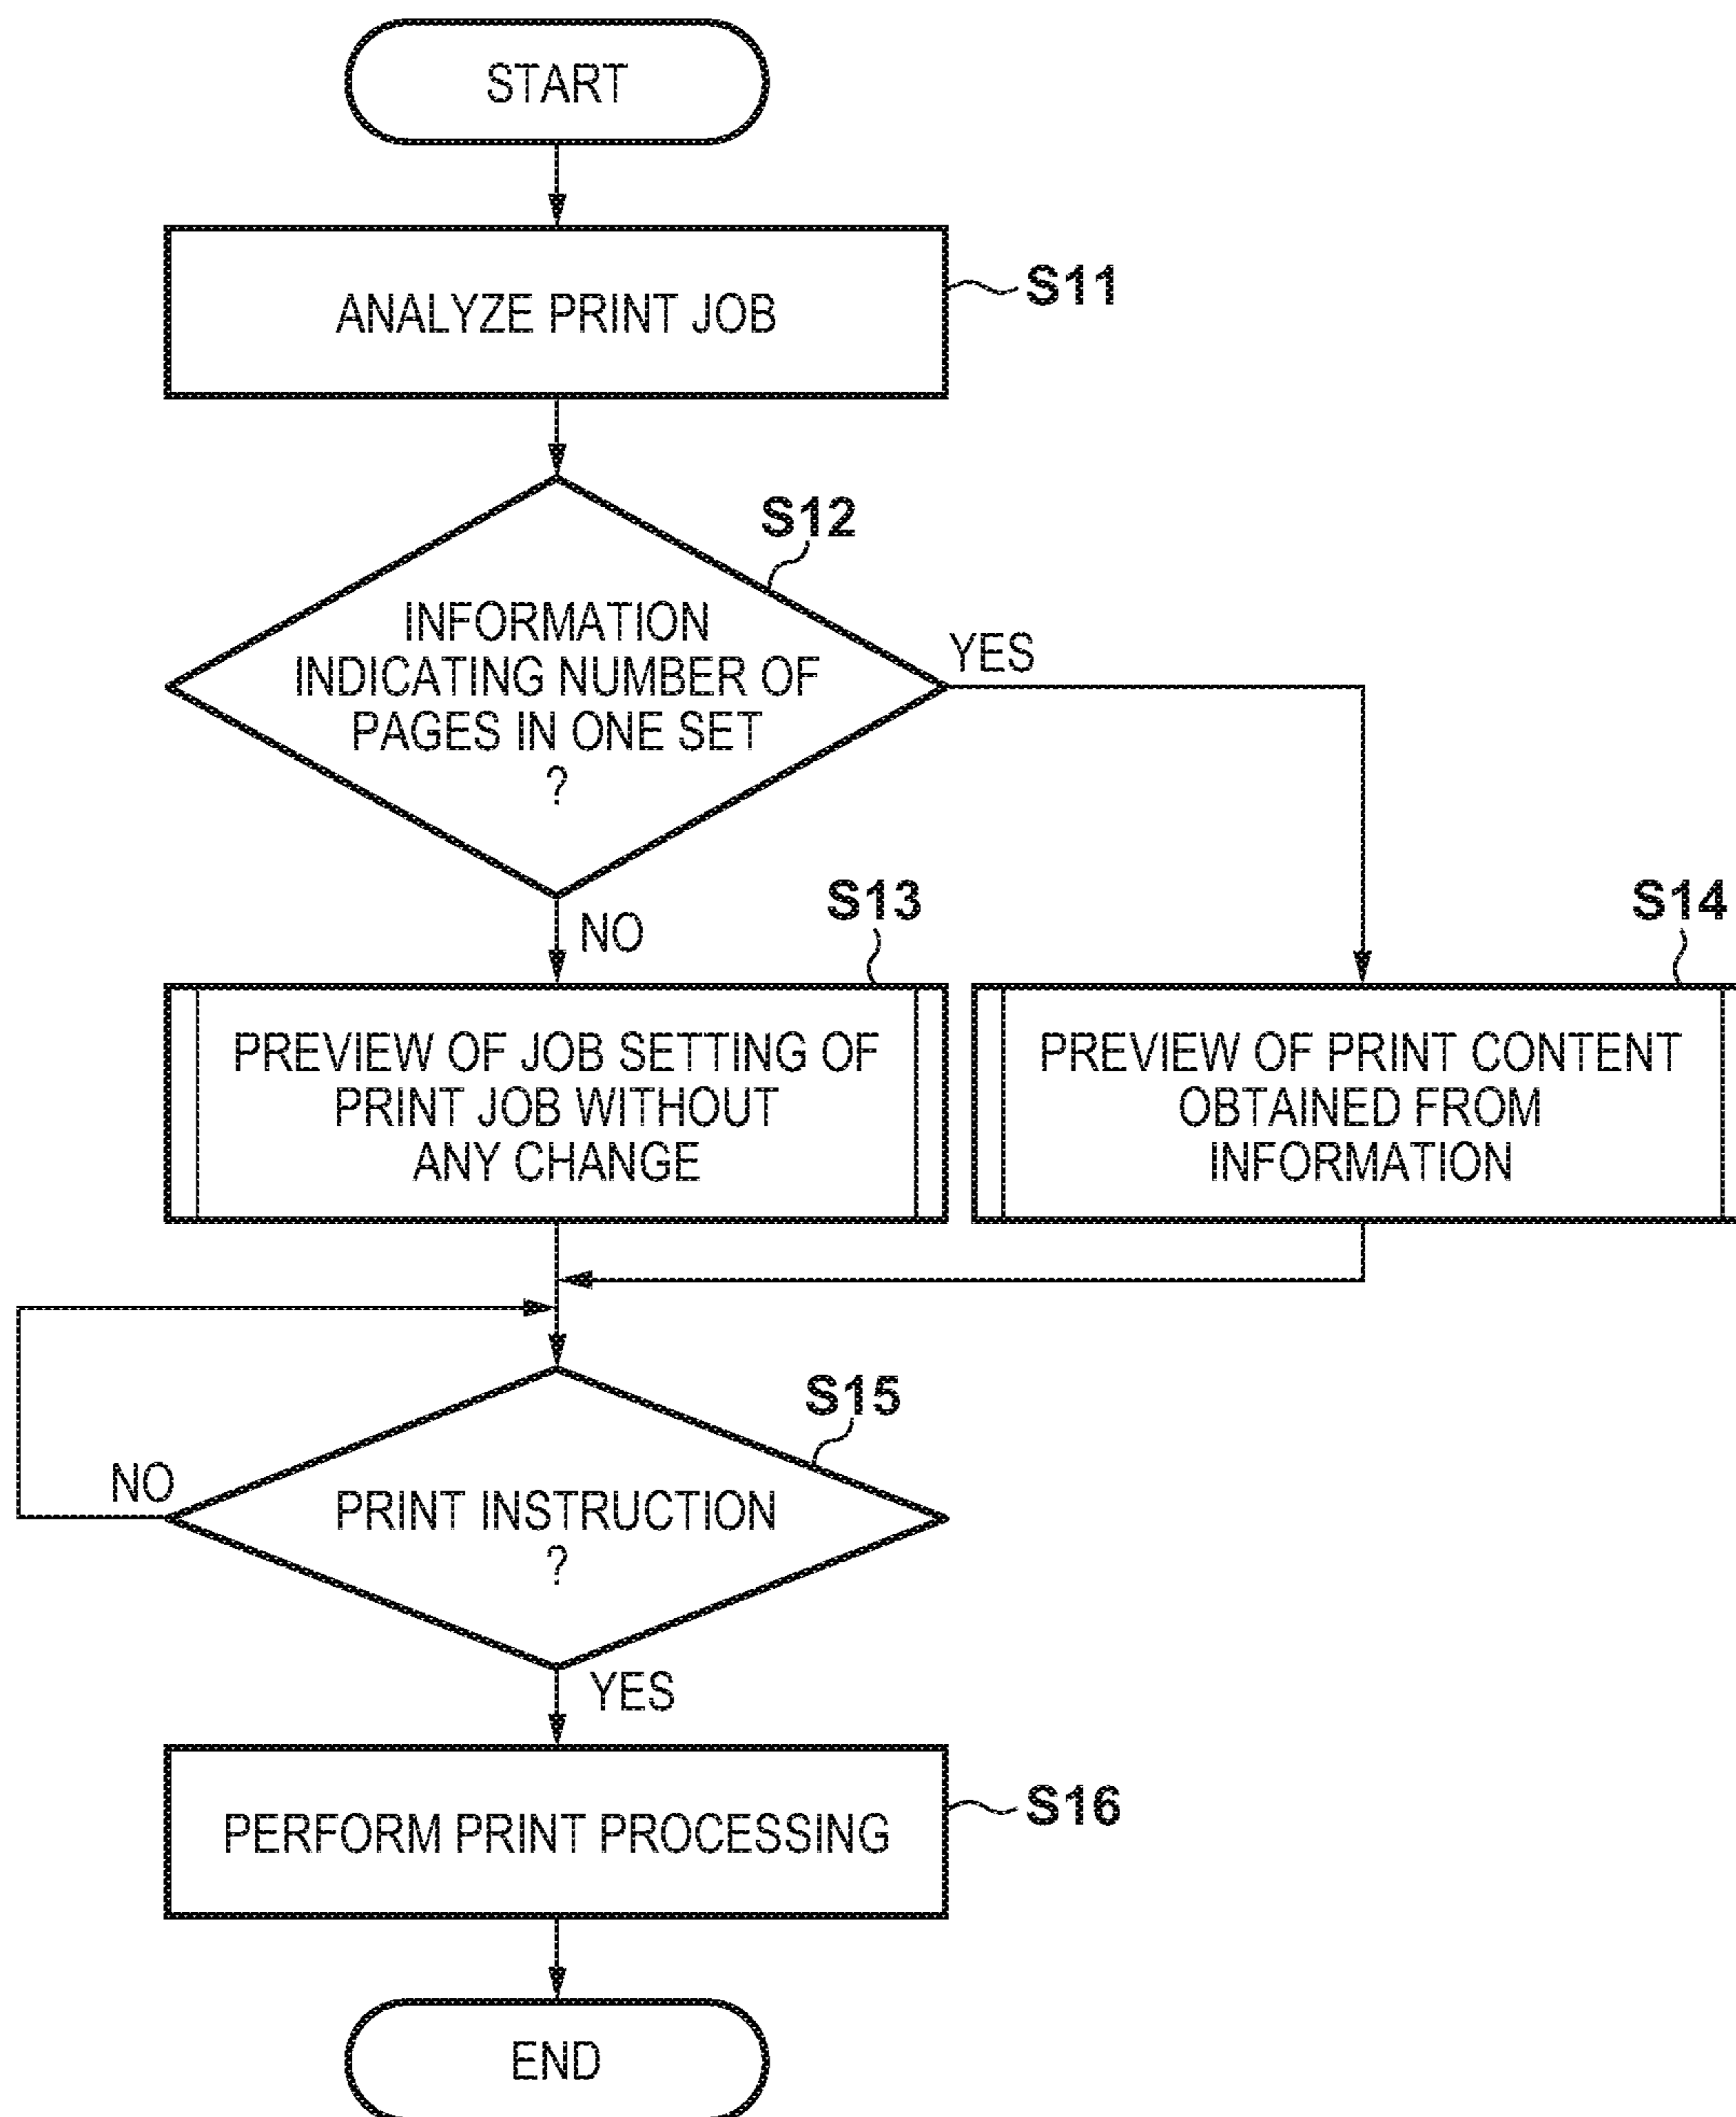 START
ANALYZE PRINT JOB
S11
S12
INFORMATION
INDICATING NUMBER OF
PAGES IN ONE SET
?
YES
NO
S13
S14
PREVIEW OF JOB SETTING OF
PRINT JOB WITHOUT
ANY CHANGE
PREVIEW OF PRINT CONTENT
OBTAINED FROM
INFORMATION
S15
NO
PRINT INSTRUCTION
?
YES
PERFORM PRINT PROCESSING
S16
END